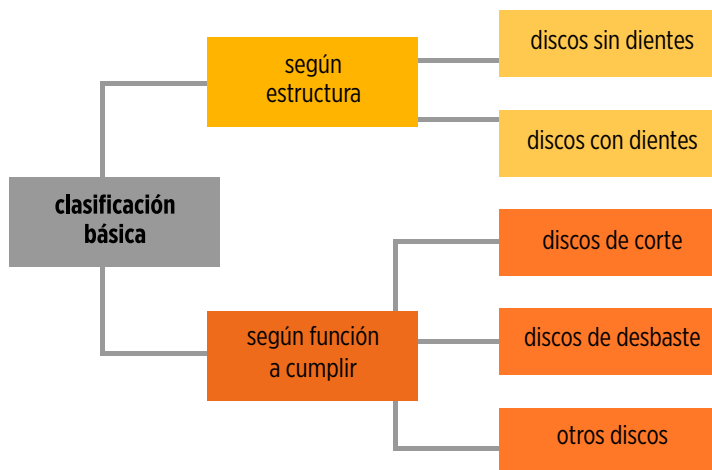 clasificación
básica
según
estructura
discos sin dientes
discos con dientes
según función
a cumplir
discos de corte
discos de desbaste
otros discos